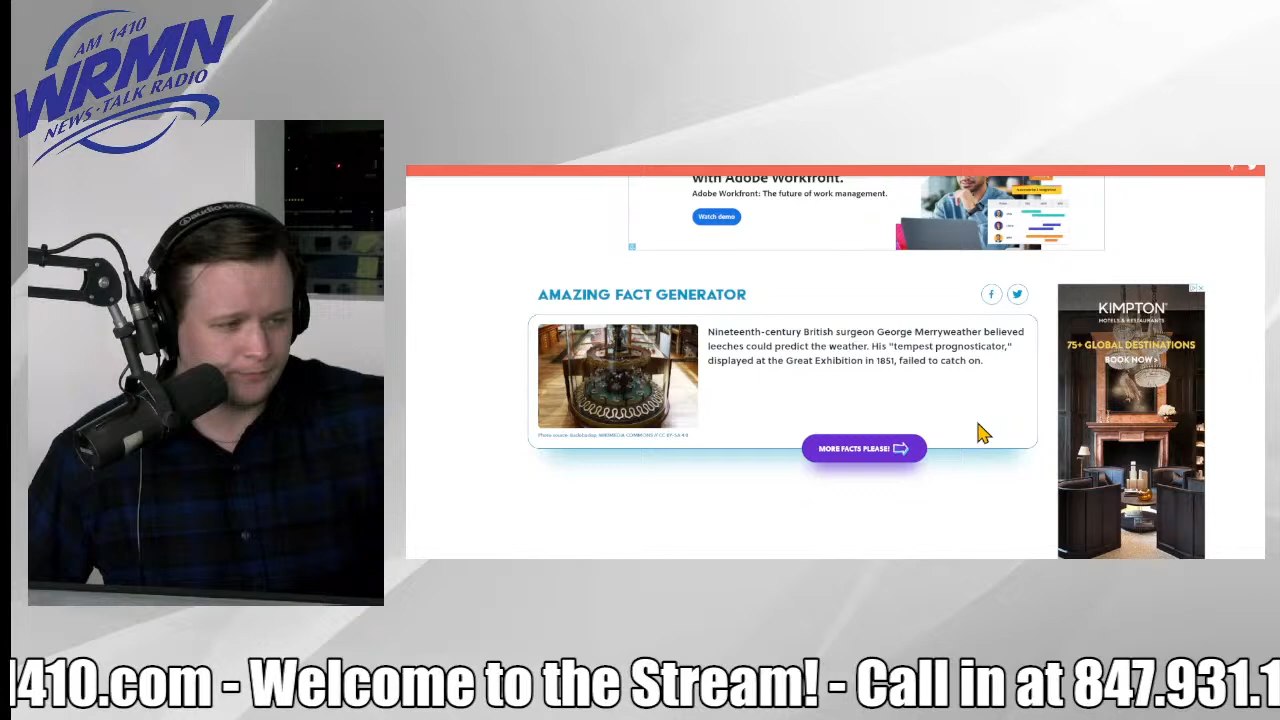 AM 1410
WRMN
NEWS·TALK RADIO
audio-tech
with Adobe Workfront.
Adobe Workfront: The future of work management.
Watch demo
AMAZING FACT GENERATOR
Nineteenth-century British surgeon George Merryweather believed
leeches could predict the weather. His "tempest prognosticator,"
displayed at the Great Exhibition in 1851, failed to catch on.
MORE FACTS PLEASE!
KIMPTON
HOTELS & RESTAURANTS
75+ GLOBAL DESTINATIONS
BOOK NOW >
1410.com - Welcome to the Stream! - Call in at 847.931.1